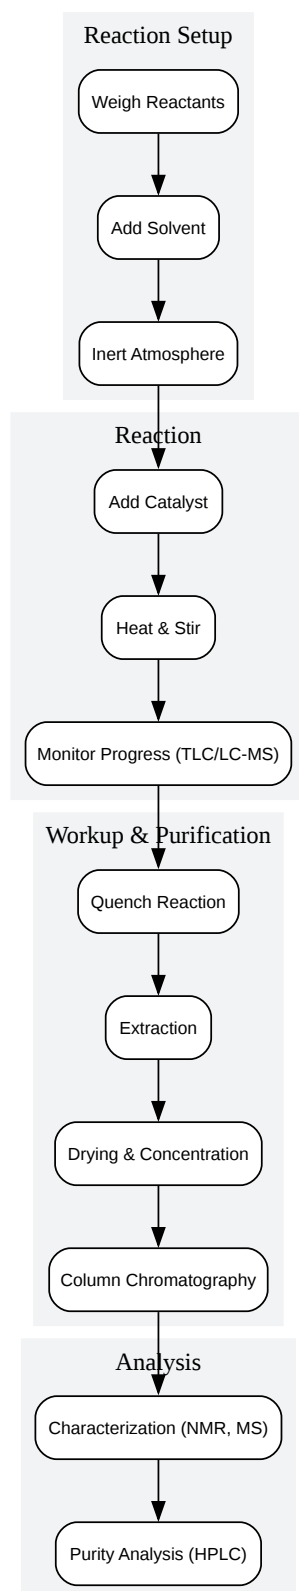 Reaction Setup
Weigh Reactants
Add Solvent
Inert Atmosphere
Reaction
Add Catalyst
Heat & Stir
Monitor Progress (TLC/LC-MS)
Workup & Purification
Quench Reaction
Extraction
Drying & Concentration
Column Chromatography
Analysis
Characterization (NMR, MS)
Purity Analysis (HPLC)